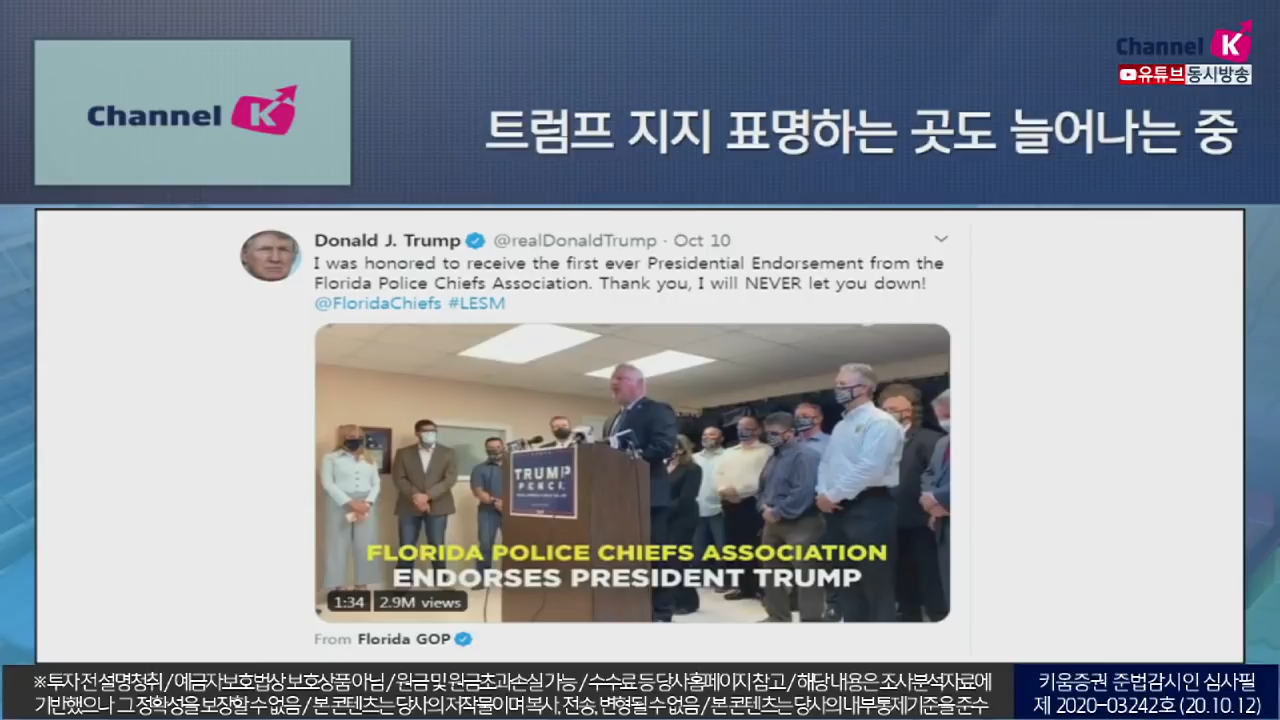 Channel K
유튜브 동시방송
Channel K
트럼프 지지 표명하는 곳도 늘어나는 중
Donald J. Trump @realDonaldTrump · Oct 10
I was honored to receive the first ever Presidential Endorsement from the
Florida Police Chiefs Association. Thank you, I will NEVER let you down!
@FloridaChiefs #LESM
TRUMP
PENCE
FLORIDA POLICE CHIEFS ASSOCIATION
ENDORSES PRESIDENT TRUMP
1:34 2.9M views
From Florida GOP
※ 투자 전 설명청취 / 예금자보호법상 보호상품 아님 / 원금 및 원금초과손실 가능 / 수수료 등 당사홈페이지 참고 / 해당 내용은 조사분석자료에
기반했으나 그 정확성을 보장할 수 없음 / 본 콘텐츠는 당사의 저작물이며 복사, 전송, 변형될 수 없음 / 본 콘텐츠는 당사의 내부통제기준을 준수
키움증권 준법감시인 심사필
제 2020-03242호 (20.10.12)